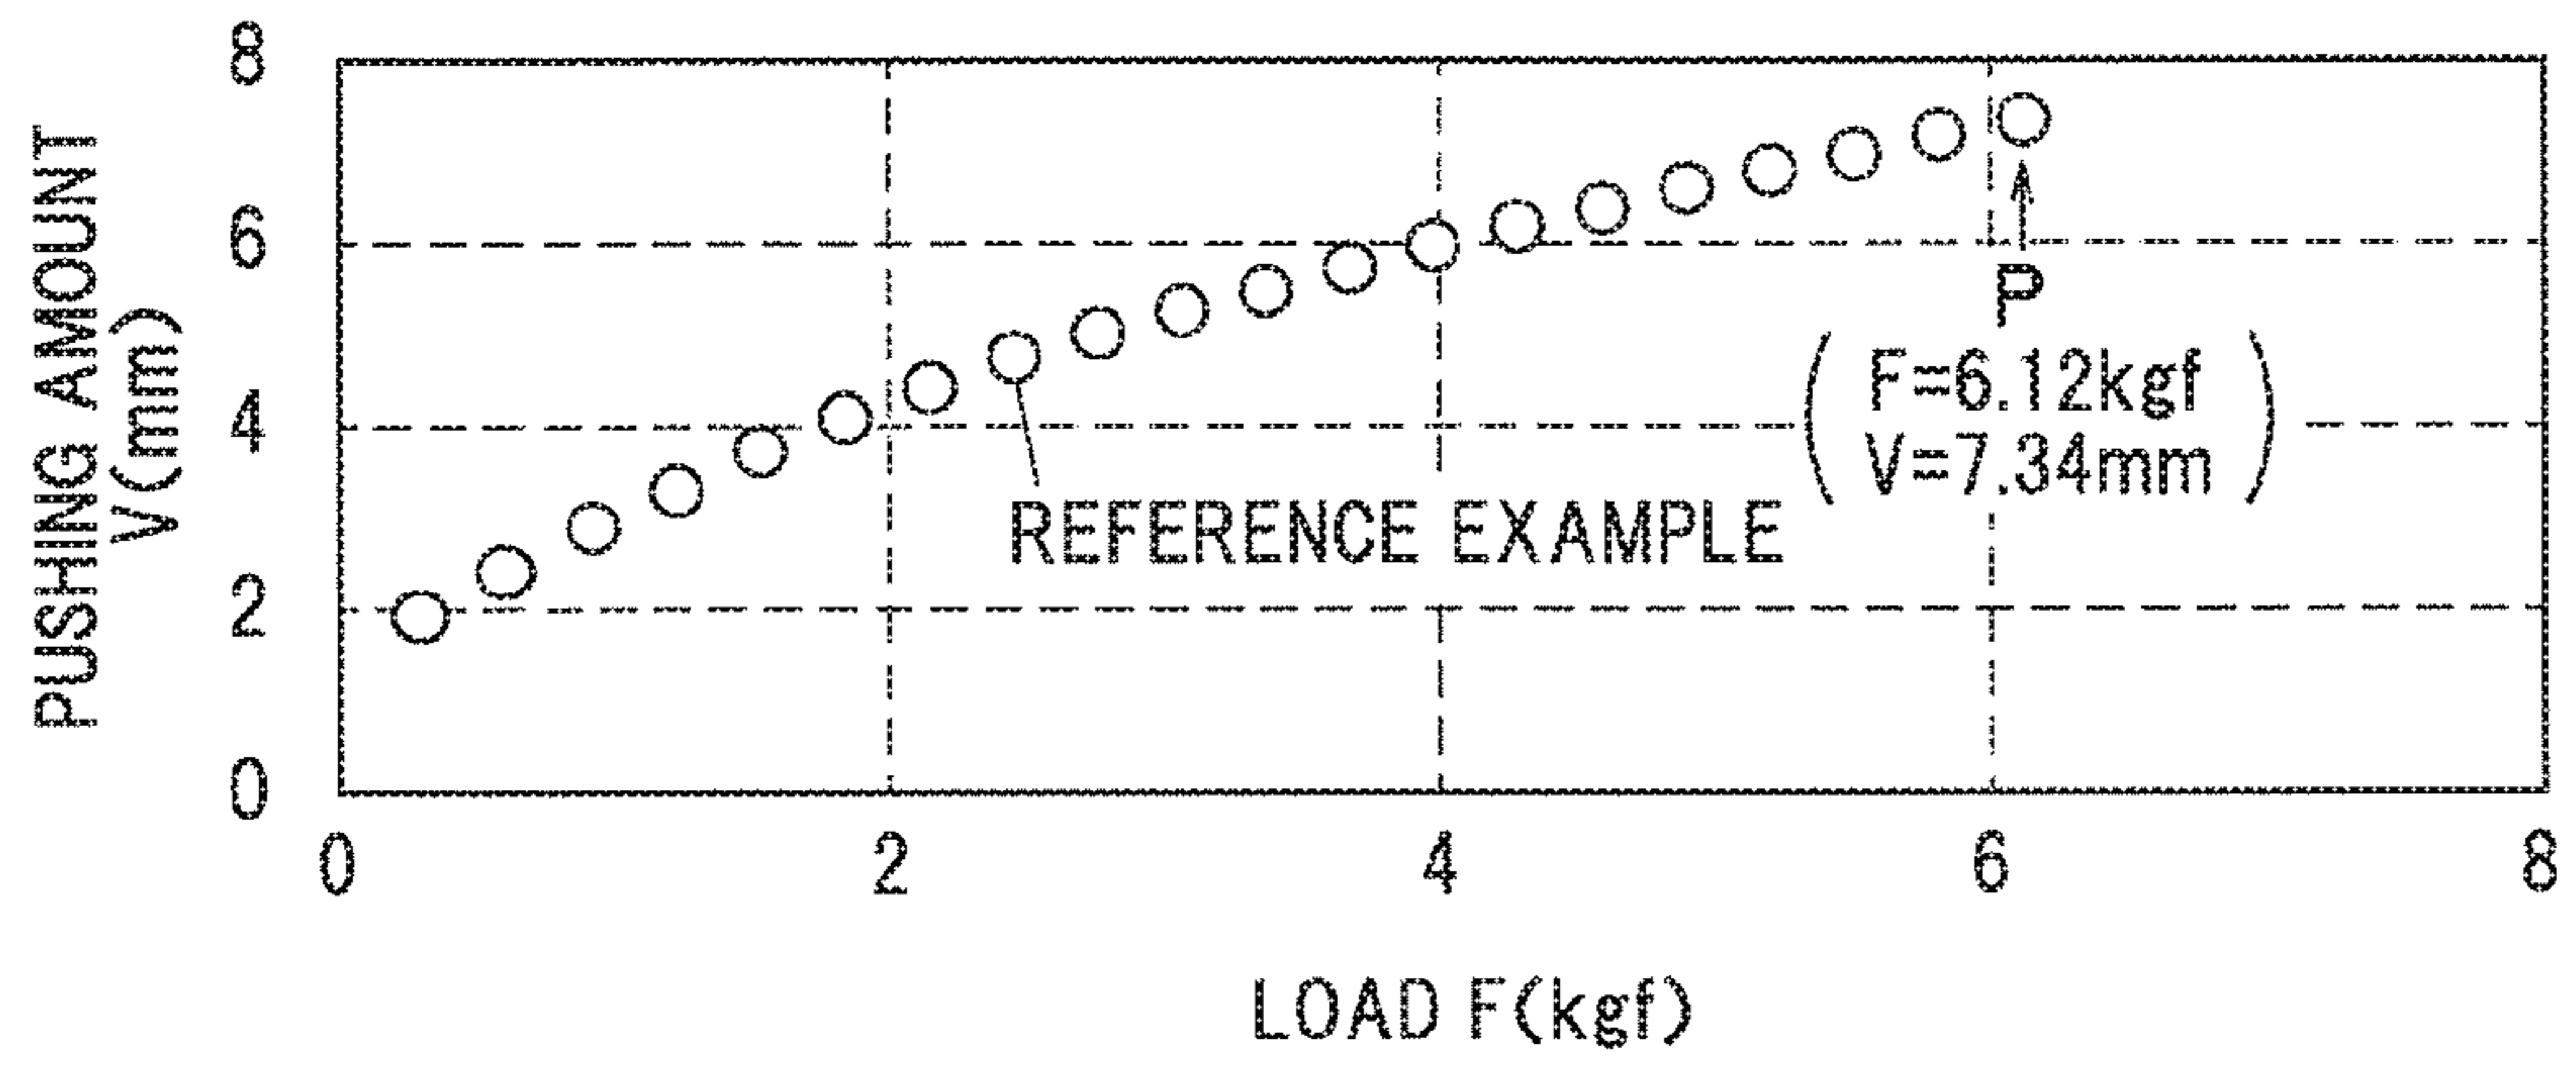 PUSHING AMOUNT
V(mm)
8
6
4
2
0
P
F=6.12kgf
V=7.34mm
REFERENCE EXAMPLE
0 2 4 6 8
LOAD F(kgf)